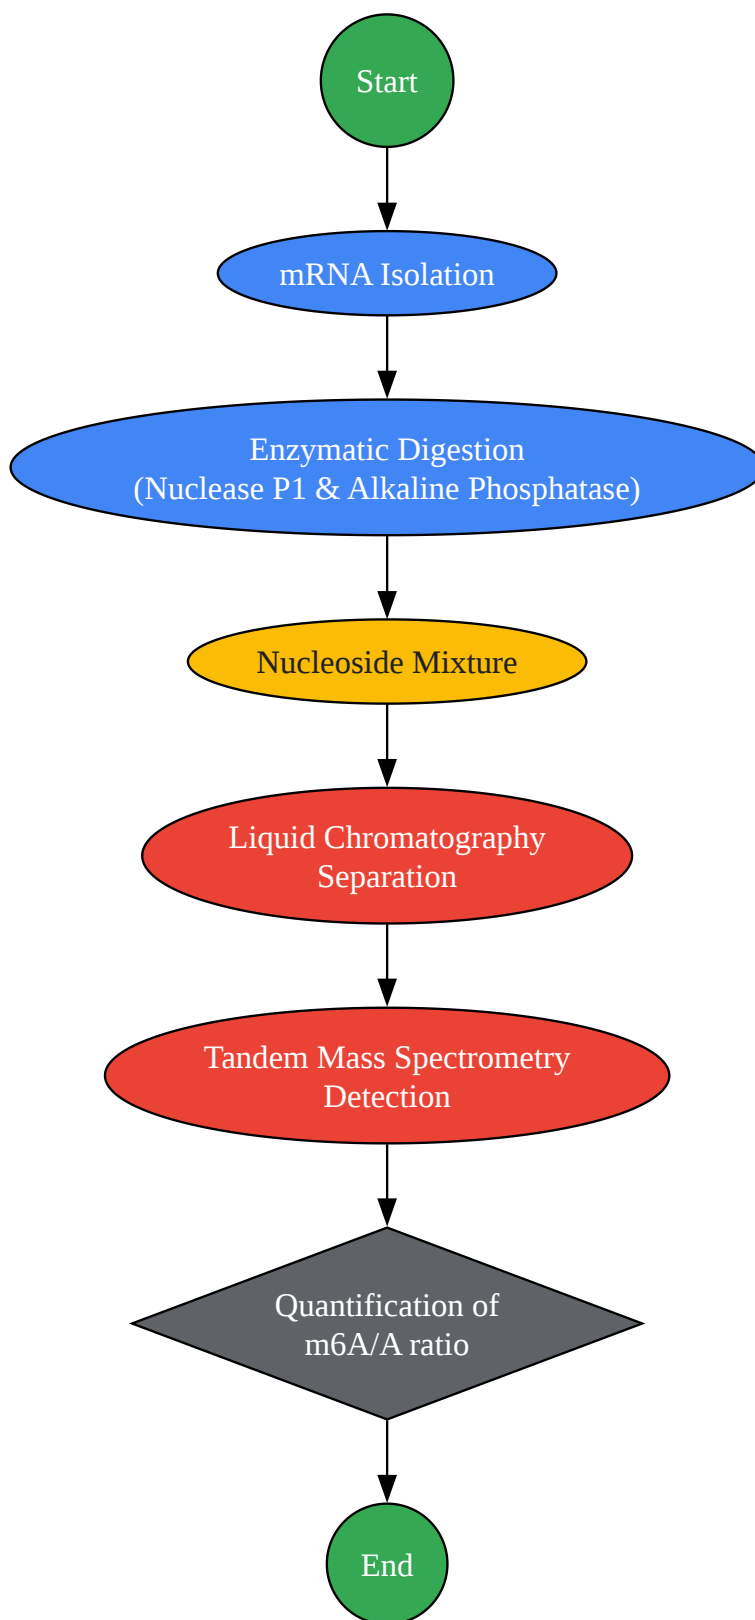 Start
mRNA Isolation
Enzymatic Digestion
(Nuclease P1 & Alkaline Phosphatase)
Nucleoside Mixture
Liquid Chromatography
Separation
Tandem Mass Spectrometry
Detection
Quantification of
m6A/A ratio
End